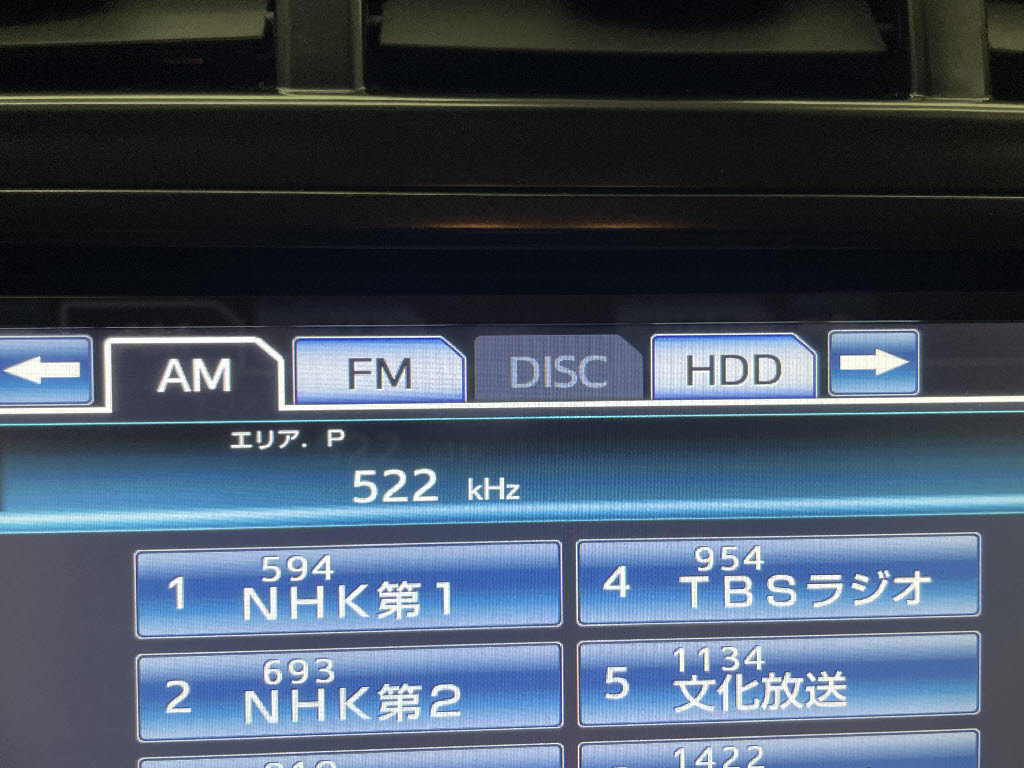 AM FM DISC HDD
エリア. P
522 kHz
1 594 NHK第1
4 954 TBSラジオ
2 693 NHK第2
5 1134 文化放送
1422